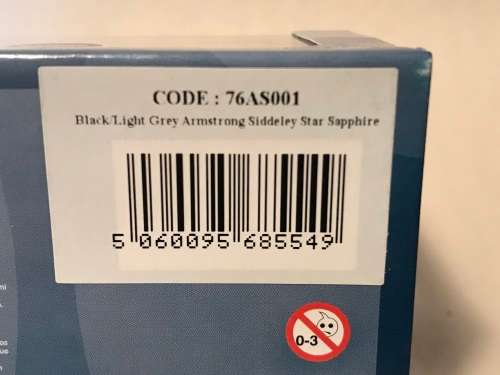 CODE : 76AS001
Black/Light Grey Armstrong Siddeley Star Sapphire
5 060095 685549
0-3